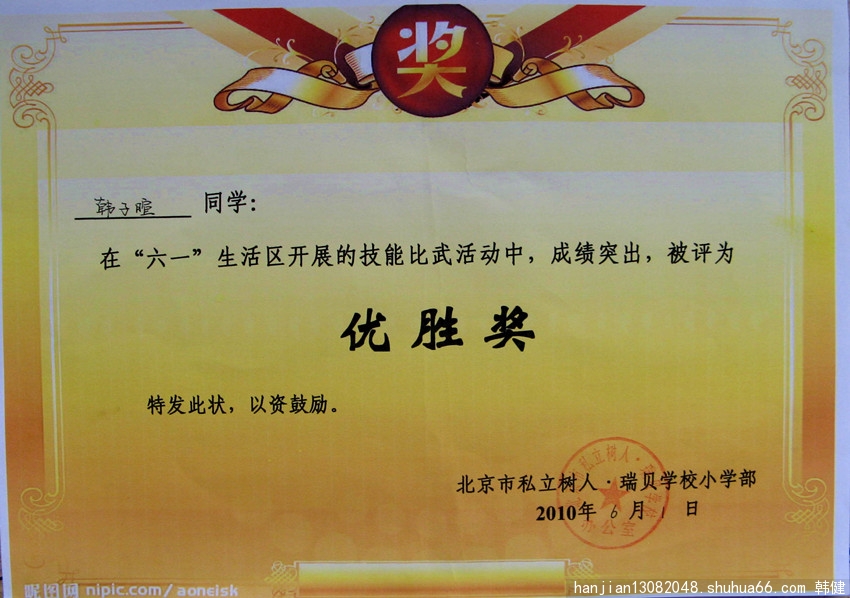 奖
韩子暄 同学：
在“六一”生活区开展的技能比武活动中，成绩突出，被评为
优胜奖
特发此状，以资鼓励。
北京市私立树人·瑞贝学校小学部
2010年 6 月 1 日
办公室
昵图网 nipic.com/aoneisk
hanjian13082048.shuhua66.com 韩健